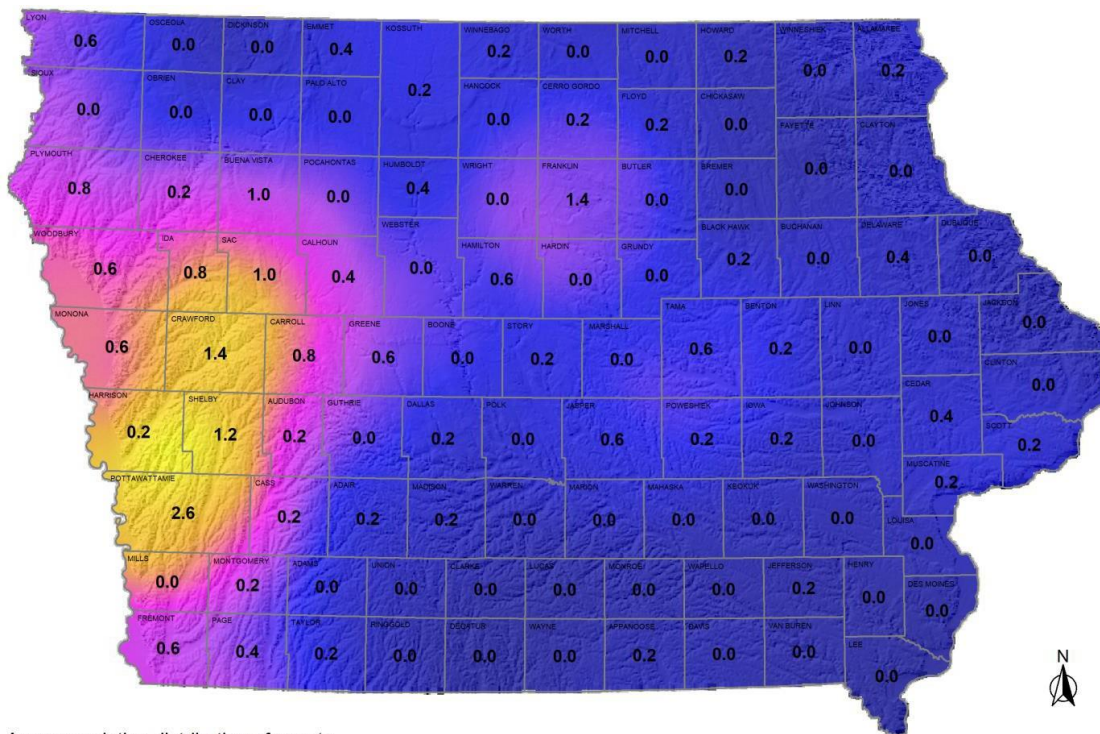 LYON
OSCEOLA
DICKINSON
EMMET
KOSSUTH
WINNEBAGO
WORTH
MITCHELL
HOWARD
WINNESHIEK
ALLAMAKEE
0.6
0.0
0.0
0.4
0.2
0.2
0.0
0.0
0.2
0.0
0.2
SIOUX
OBRIEN
CLAY
PALO ALTO
HANCOCK
CERRO GORDO
FLOYD
CHICKASAW
0.0
0.0
0.0
0.0
0.0
0.2
0.2
0.0
PLYMOUTH
CHEROKEE
BUENA VISTA
POCAHONTAS
HUMBOLDT
WRIGHT
FRANKLIN
BUTLER
BREMER
FAYETTE
CLAYTON
0.8
0.2
1.0
0.0
0.4
0.0
1.4
0.0
0.0
0.0
0.0
WOODBURY
IDA
SAC
CALHOUN
WEBSTER
HAMILTON
HARDIN
GRUNDY
BLACK HAWK
BUCHANAN
DELAWARE
DUBUQUE
0.6
0.8
1.0
0.4
0.0
0.6
0.0
0.0
0.2
0.0
0.4
0.0
MONONA
CRAWFORD
CARROLL
GREENE
BOONE
STORY
MARSHALL
TAMA
BENTON
LINN
JONES
JACKSON
0.6
1.4
0.8
0.6
0.0
0.2
0.0
0.6
0.2
0.0
0.0
0.0
CLINTON
0.0
CEDAR
0.4
HARRISON
SHELBY
AUDUBON
GUTHRIE
DALLAS
POLK
JASPER
POWESHIEK
IOWA
JOHNSON
SCOTT
0.2
1.2
0.2
0.0
0.2
0.0
0.6
0.2
0.2
0.0
0.2
MUSCATINE
0.2
POTTAWATTAMIE
CASS
ADAIR
MADISON
WARREN
MARION
MAHASKA
KEOKUK
WASHINGTON
LOUISA
2.6
0.2
0.2
0.2
0.0
0.0
0.0
0.0
0.0
0.0
MILLS
MONTGOMERY
ADAMS
UNION
CLARKE
LUCAS
MONROE
WAPELLO
JEFFERSON
HENRY
DES MOINES
0.0
0.2
0.0
0.0
0.0
0.0
0.0
0.0
0.2
0.0
0.0
FREMONT
PAGE
TAYLOR
RINGGOLD
DECATUR
WAYNE
APPANOOSE
DAVIS
VAN BUREN
LEE
0.6
0.4
0.2
0.0
0.0
0.0
0.2
0.0
0.0
0.0
N